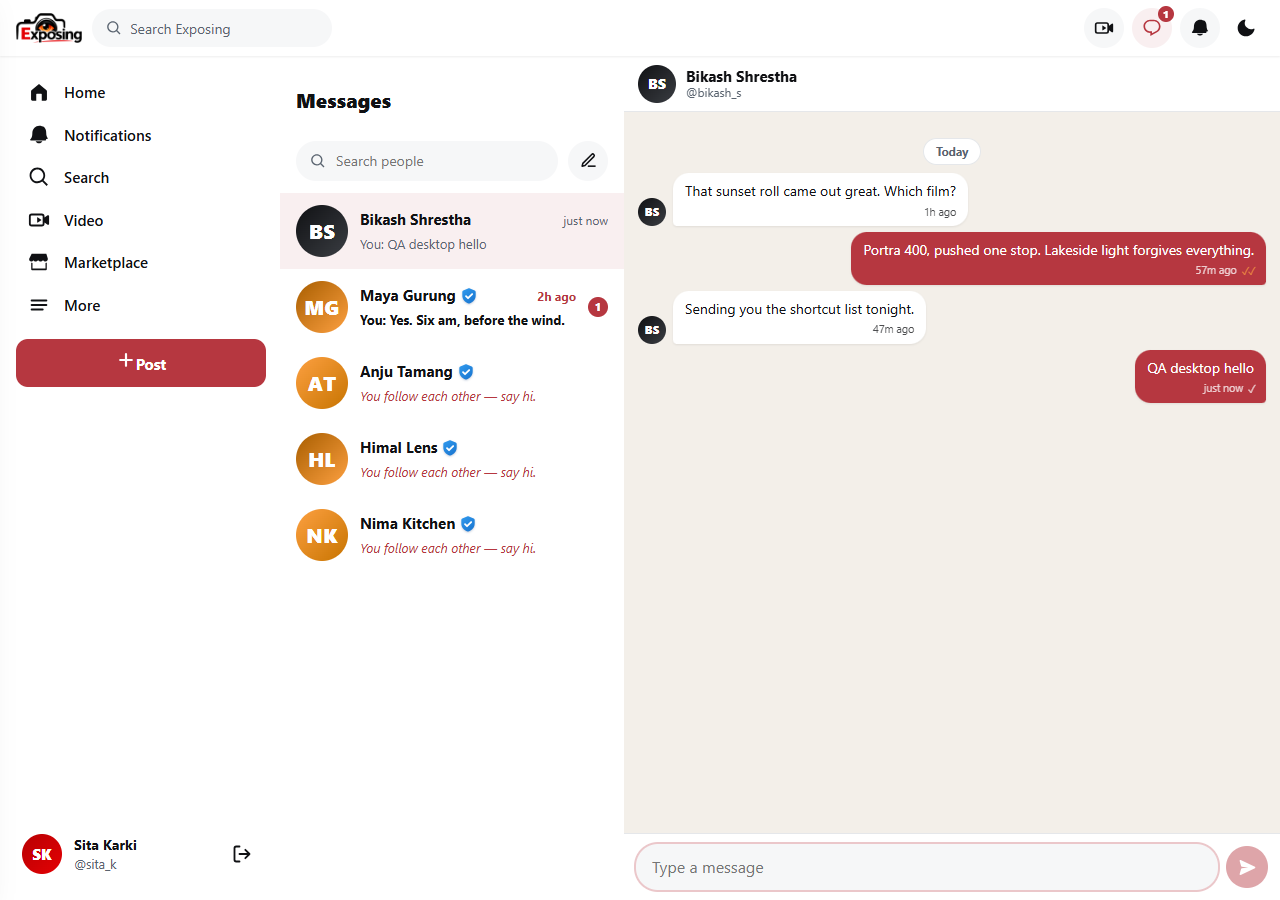 Exposing
Search Exposing
1
Home
Notifications
Search
Video
Marketplace
More
+ Post
SK
Sita Karki
@sita_k
Messages
Search people
BS
Bikash Shrestha
just now
You: QA desktop hello
MG
Maya Gurung
2h ago
You: Yes. Six am, before the wind.
1
AT
Anju Tamang
You follow each other — say hi.
HL
Himal Lens
You follow each other — say hi.
NK
Nima Kitchen
You follow each other — say hi.
BS
Bikash Shrestha
@bikash_s
Today
BS
That sunset roll came out great. Which film?
1h ago
Portra 400, pushed one stop. Lakeside light forgives everything.
57m ago
BS
Sending you the shortcut list tonight.
47m ago
QA desktop hello
just now
Type a message